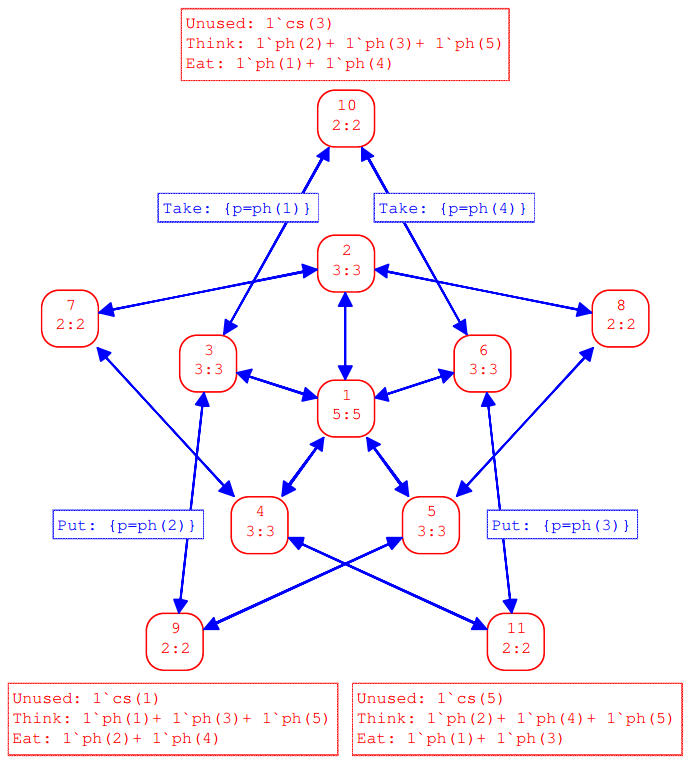 Unused: 1`cs(3)
Think: 1`ph(2)+ 1`ph(3)+ 1`ph(5)
Eat: 1`ph(1)+ 1`ph(4)
10
2:2
Take: {p=ph(1)}
Take: {p=ph(4)}
2
3:3
7
2:2
8
2:2
3
3:3
6
3:3
1
5:5
4
3:3
5
3:3
Put: {p=ph(2)}
Put: {p=ph(3)}
9
2:2
11
2:2
Unused: 1`cs(1)
Think: 1`ph(1)+ 1`ph(3)+ 1`ph(5)
Eat: 1`ph(2)+ 1`ph(4)
Unused: 1`cs(5)
Think: 1`ph(2)+ 1`ph(4)+ 1`ph(5)
Eat: 1`ph(1)+ 1`ph(3)